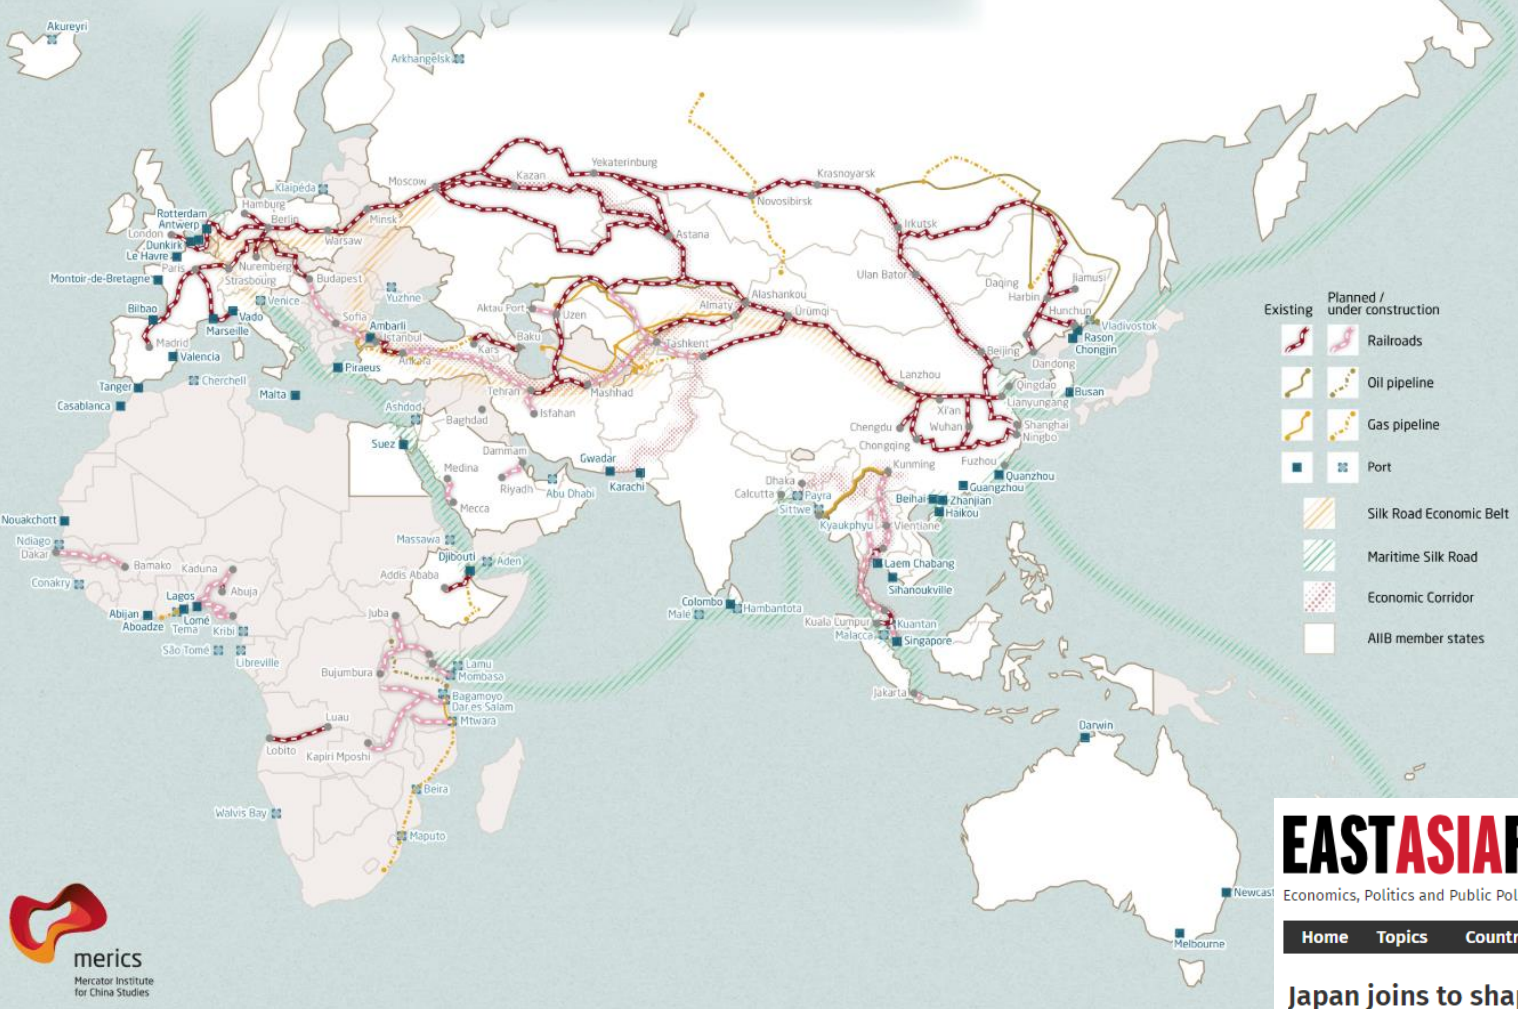 Akureyri
Arkhangelsk
Yekaterinburg
Kazan
Krasnoyarsk
Moscow
Klaipėda
Novosibirsk
Hamburg
Rotterdam
Antwerp
London
Berlin
Minsk
Irkutsk
Dunkirk
Warsaw
Astana
Le Havre
Paris
Nuremberg
Strasbourg
Budapest
Ulan Bator
Jiamusi
Montoir-de-Bretagne
Daqing
Harbin
Venice
Yuzhne
Alashankou
Almaty
Aktau Port
Uzen
Ürümqi
Hunchun
Bilbao
Vado
Sofia
Ambarli
Istanbul
Vladivostok
Marseille
Madrid
Baku
Kars
Tashkent
Rason
Chongjin
Valencia
Ankara
Beijing
Dandong
Piraeus
Tanger
Cherchell
Tehran
Mashhad
Lanzhou
Qingdao
Busan
Casablanca
Malta
Ashdod
Isfahan
Lianyungang
Baghdad
Xi'an
Chengdu
Wuhan
Shanghai
Ningbo
Suez
Chongqing
Dammam
Gwadar
Fuzhou
Kunming
Medina
Karachi
Quanzhou
Riyadh
Abu Dhabi
Dhaka
Guangzhou
Calcutta
Payra
Beihai
Zhanjian
Mecca
Sittwe
Haikou
Nouakchott
Kyaukphyu
Vientiane
Ndiago
Massawa
Dakar
Djibouti
Aden
Bamako
Kaduna
Laem Chabang
Addis Ababa
Conakry
Abuja
Sihanoukville
Lagos
Colombo
Hambantota
Abijan
Lomé
Juba
Malé
Aboadze
Tema
Kribi
Kuala Lumpur
Kuantan
Malacca
Singapore
São Tomé
Libreville
Lamu
Bujumbura
Mombasa
Jakarta
Bagamoyo
Dar es Salam
Luau
Mtwara
Darwin
Lobito
Kapiri Mposhi
Beira
Walvis Bay
Maputo
Melbourne
Existing
Planned /
under construction
Railroads
Oil pipeline
Gas pipeline
Port
Silk Road Economic Belt
Maritime Silk Road
Economic Corridor
AIIB member states
merics
Mercator Institute
for China Studies
EASTASIA
Economics, Politics and Public
Home Topics
Japan joins to